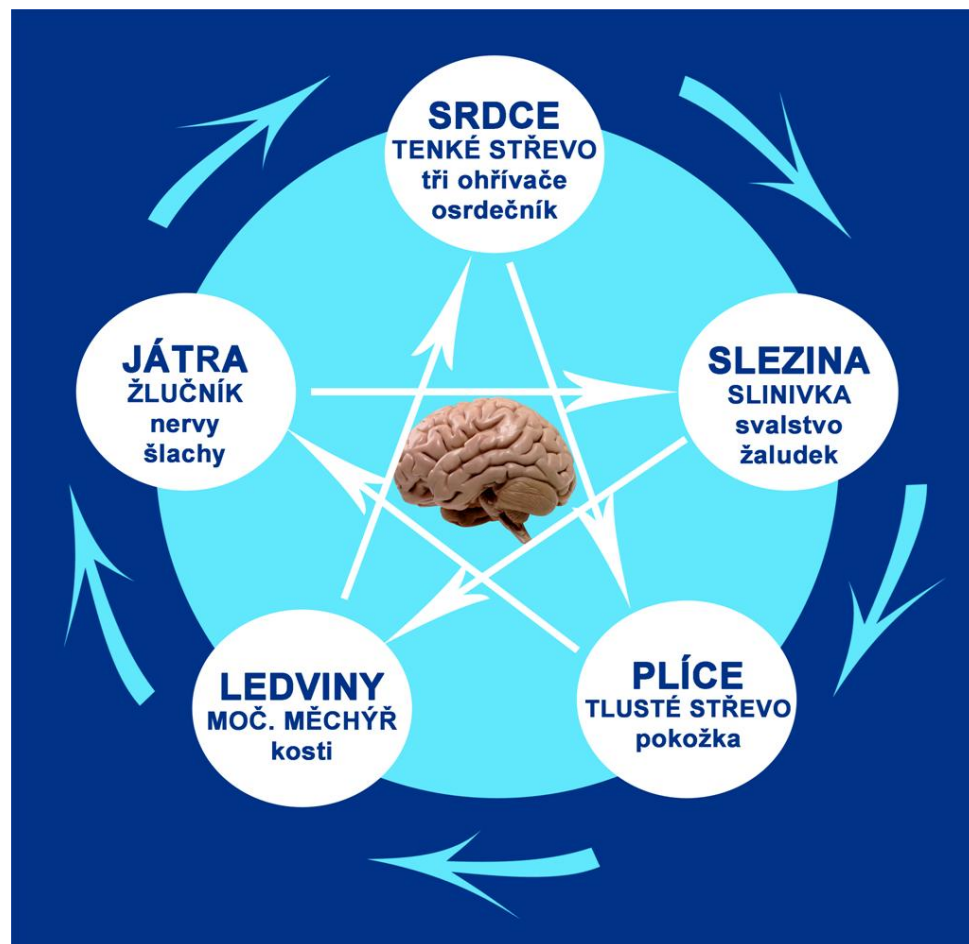 SRDCE
TENKÉ STŘEVO
tři ohřívače
osrdečník
JÁTRA
ŽLUČNÍK
nervy
šlachy
SLEZINA
SLINIVKA
svalstvo
žaludek
LEDVINY
MOČ. MĚCHÝŘ
kosti
PLÍCE
TLUSTÉ STŘEVO
pokožka